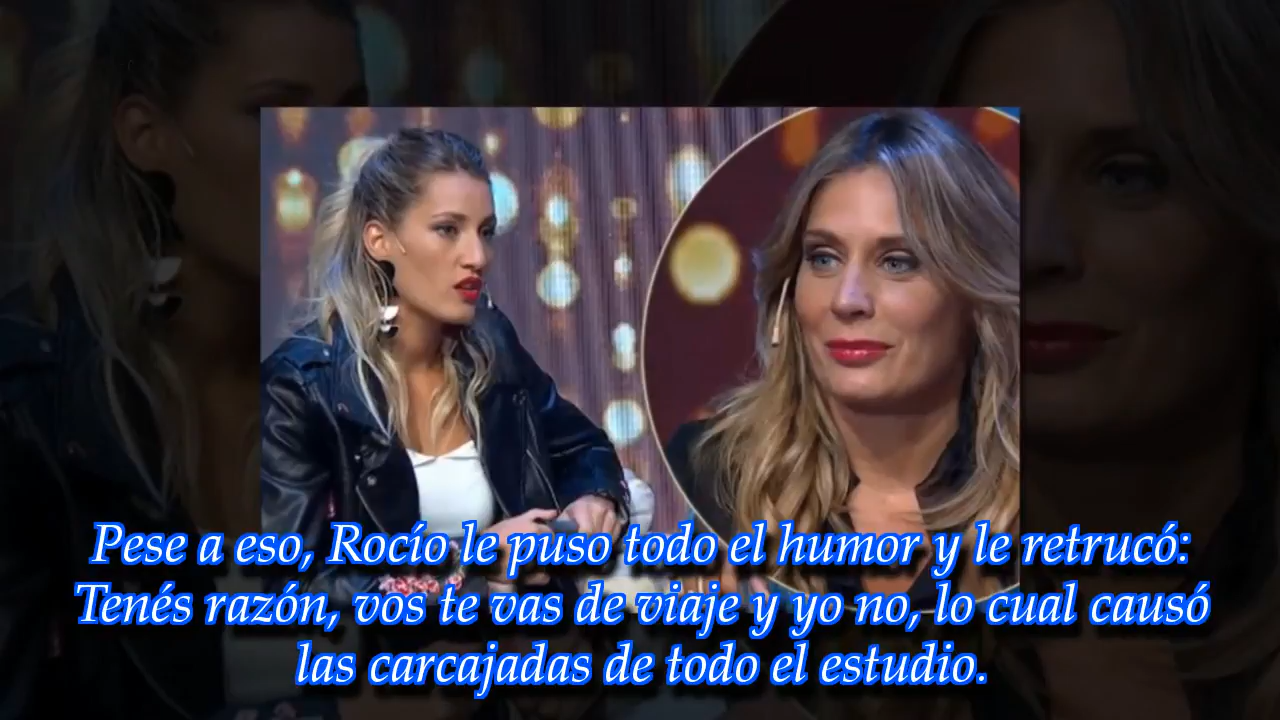 Pese a eso, Rocío le puso todo el humor y le retrucó:
Tenés razón, vos te vas de viaje y yo no, lo cual causó
las carcajadas de todo el estudio.